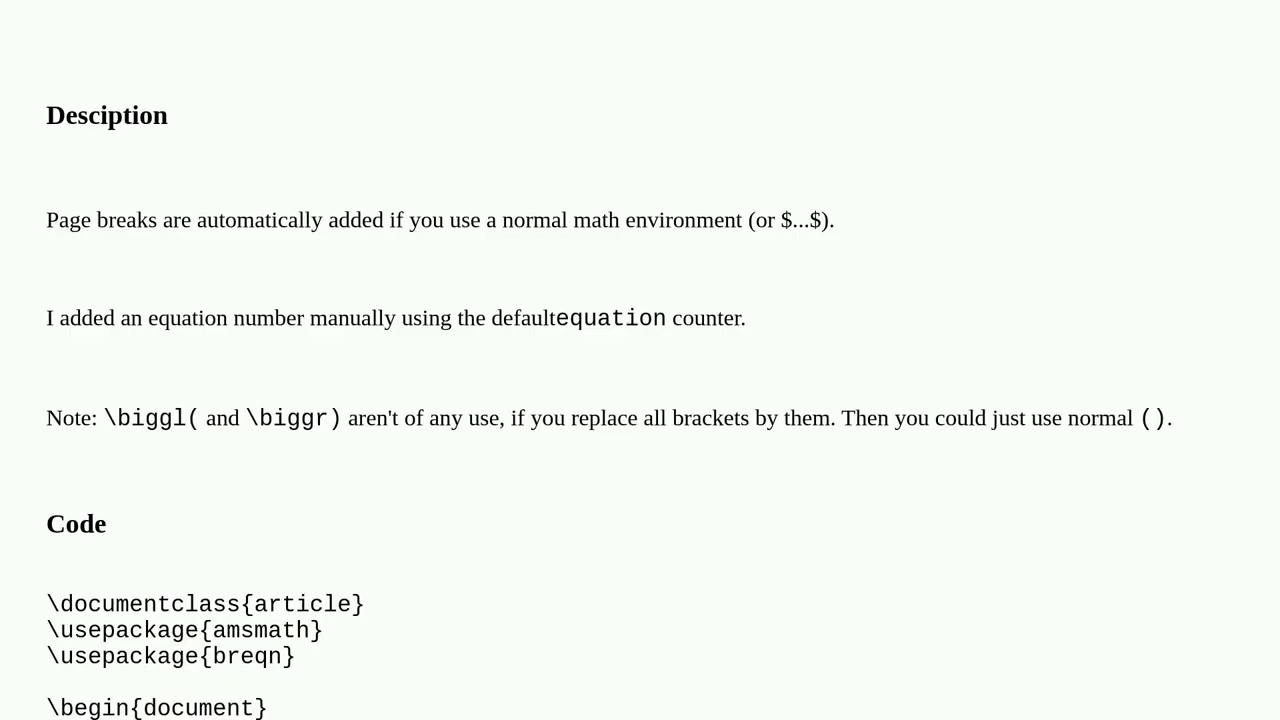 Desciption
Page breaks are automatically added if you use a normal math environment (or $...$).
I added an equation number manually using the defaultequation counter.
Note: \biggl( and \biggr) aren't of any use, if you replace all brackets by them. Then you could just use normal ().
Code
\documentclass{article}
\usepackage{amsmath}
\usepackage{breqn}
\begin{document}